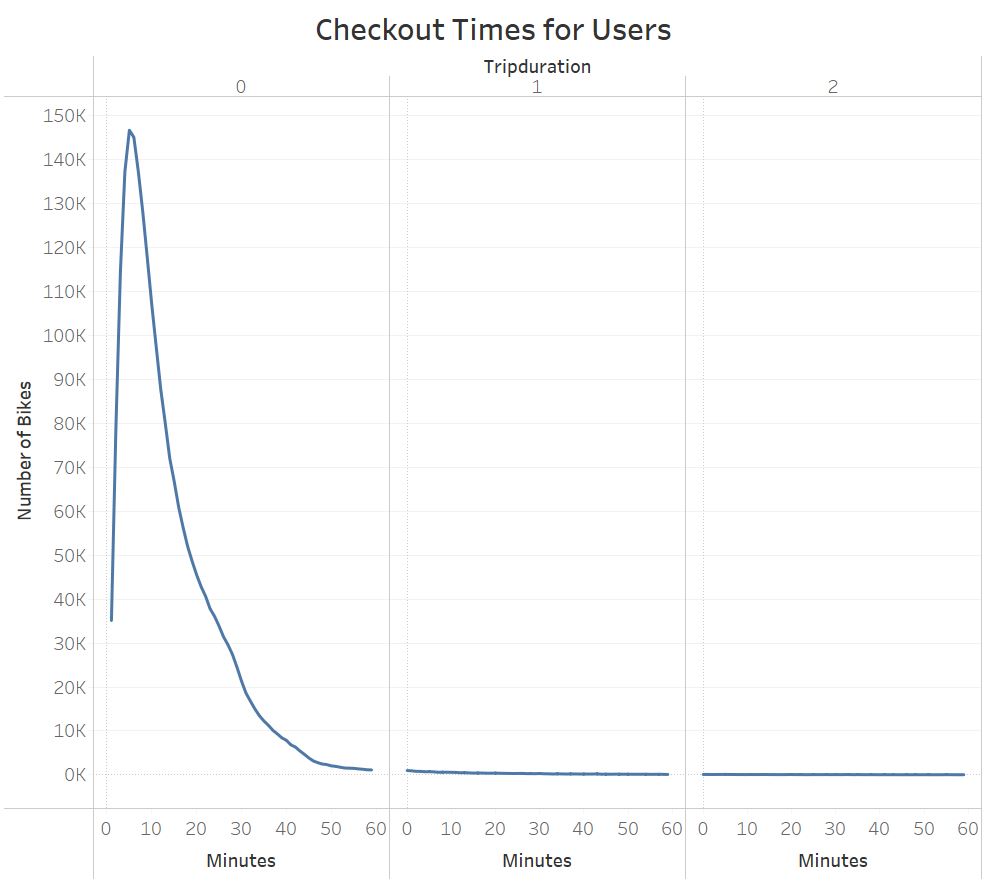 Checkout Times for Users
Tripduration
0 1 2
150K
140K
130K
120K
110K
100K
90K
80K
70K
60K
50K
40K
30K
20K
10K
0K
Number of Bikes
0 10 20 30 40 50 60 0 10 20 30 40 50 60 0 10 20 30 40 50 60
Minutes Minutes Minutes